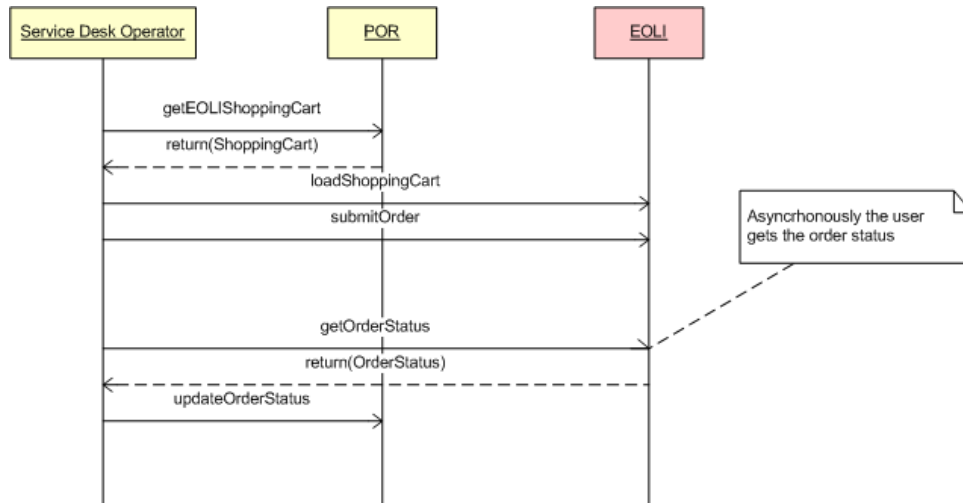 Service Desk Operator
POR
EOLI
getEOLIShoppingCart
return(ShoppingCart)
loadShoppingCart
submitOrder
Asyncrhonously the user
gets the order status
getOrderStatus
return(OrderStatus)
updateOrderStatus